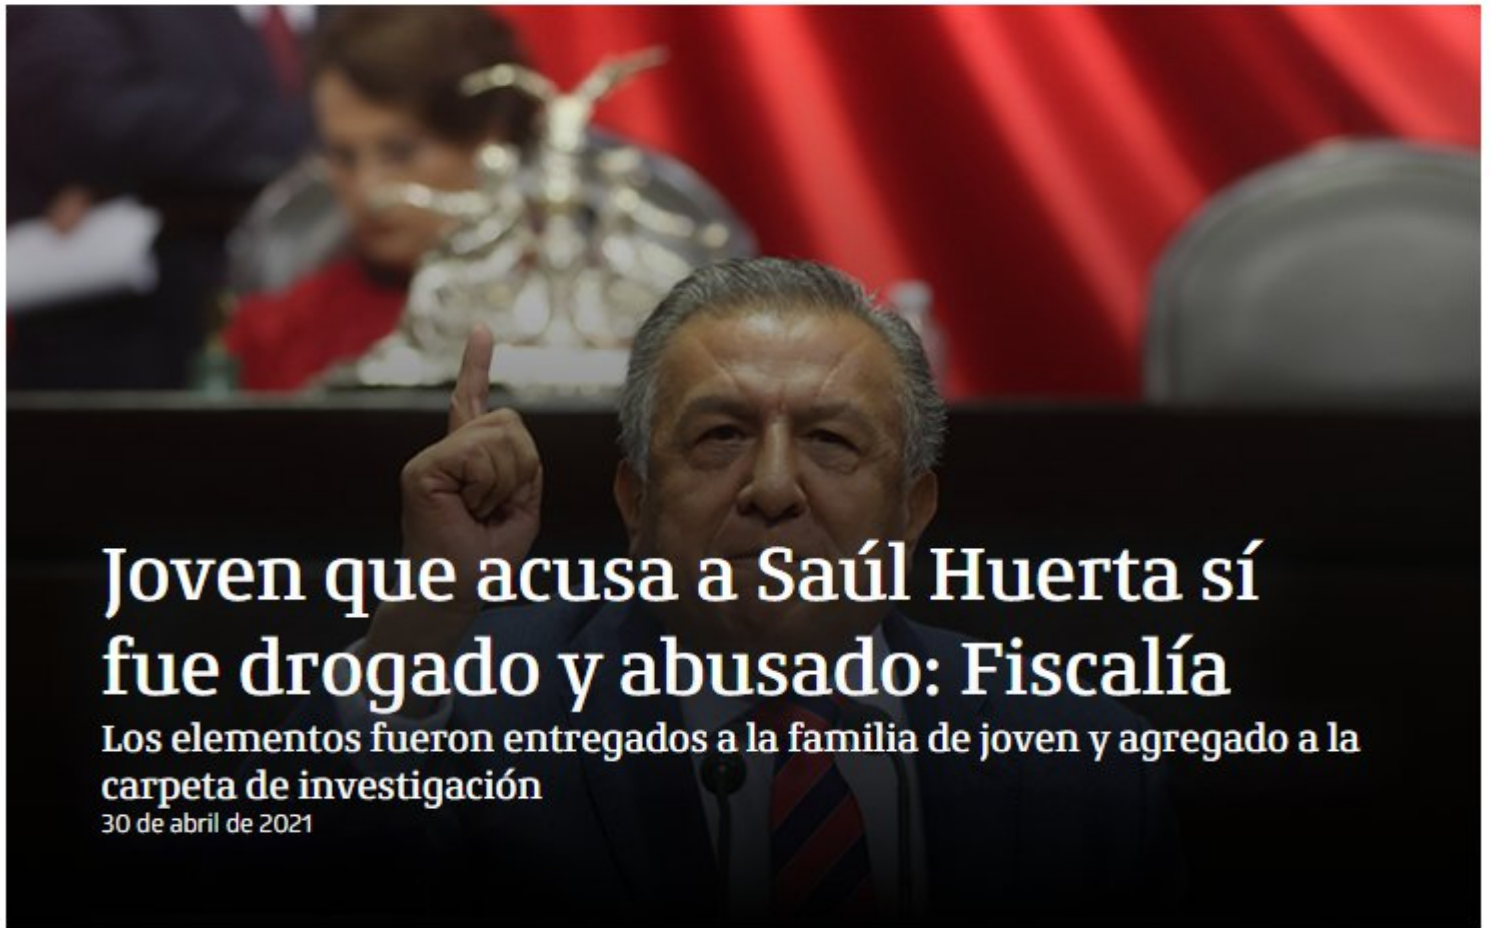 Joven que acusa a Saúl Huerta sí
fue drogado y abusado: Fiscalía
Los elementos fueron entregados a la familia de joven y agregado a la
carpeta de investigación
30 de abril de 2021